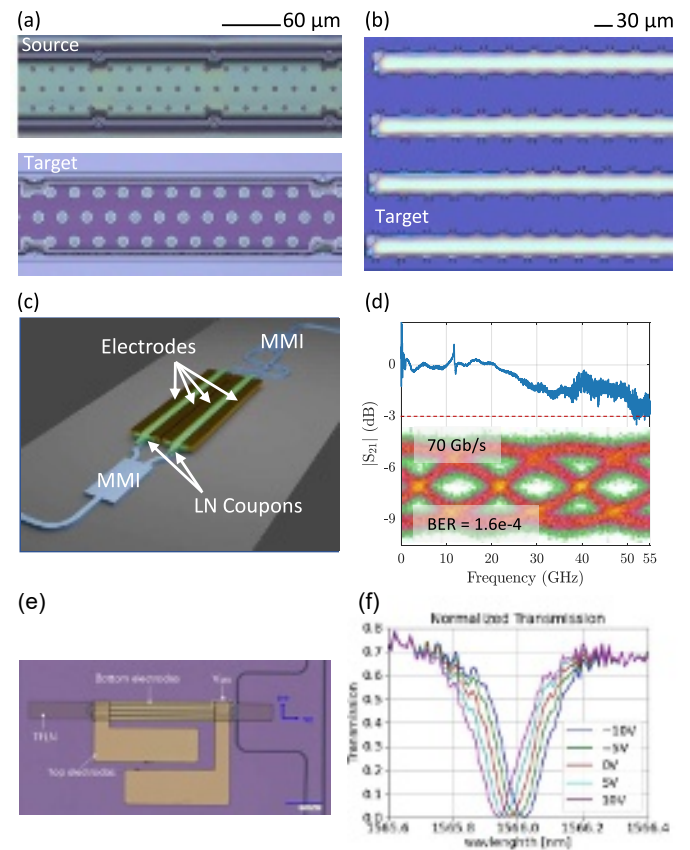 (a)
60 µm
(b)
30 µm
Source
Target
Target
(c)
(d)
Electrodes
MMI
MMI
LN Coupons
|S21| (dB)
0
-3
-6
-9
70 Gb/s
BER = 1.6e-4
0 10 20 30 40 50 55
Frequency (GHz)
(e)
(f)
Bottom electrodes
Vias
TFLN
Top electrodes
Normalized Transmission
Transmission
0.8
0.7
0.6
0.5
0.4
0.3
0.2
0.1
0.0
−10V
−5V
0V
5V
10V
1565.6 1565.8 1566.0 1566.2 1566.4
wavlenghth [nm]